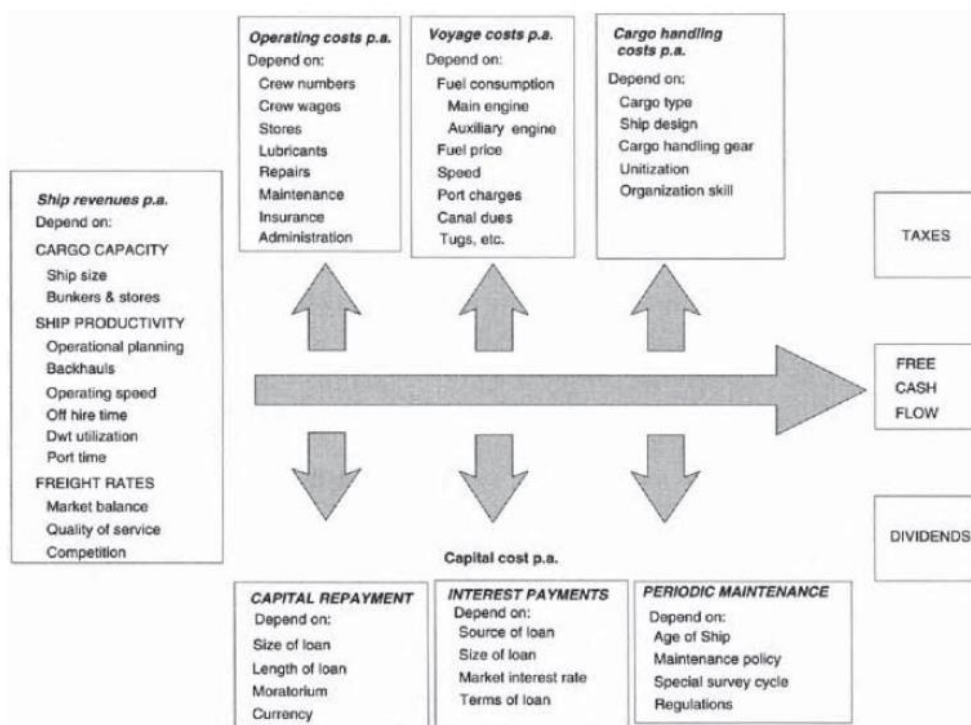 Operating costs p.a.
Depend on:
Crew numbers
Crew wages
Stores
Lubricants
Repairs
Maintenance
Insurance
Administration
Voyage costs p.a.
Depend on:
Fuel consumption
Main engine
Auxiliary engine
Fuel price
Speed
Port charges
Canal dues
Tugs, etc.
Cargo handling
costs p.a.
Depend on:
Cargo type
Ship design
Cargo handling gear
Unitization
Organization skill
Ship revenues p.a.
Depend on:
CARGO CAPACITY
Ship size
Bunkers & stores
SHIP PRODUCTIVITY
Operational planning
Backhauls
Operating speed
Off hire time
Dwt utilization
Port time
FREIGHT RATES
Market balance
Quality of service
Competition
TAXES
FREE
CASH
FLOW
DIVIDENDS
Capital cost p.a.
CAPITAL REPAYMENT
Depend on:
Size of loan
Length of loan
Moratorium
Currency
INTEREST PAYMENTS
Depend on:
Source of loan
Size of loan
Market interest rate
Terms of loan
PERIODIC MAINTENANCE
Depend on:
Age of Ship
Maintenance policy
Special survey cycle
Regulations